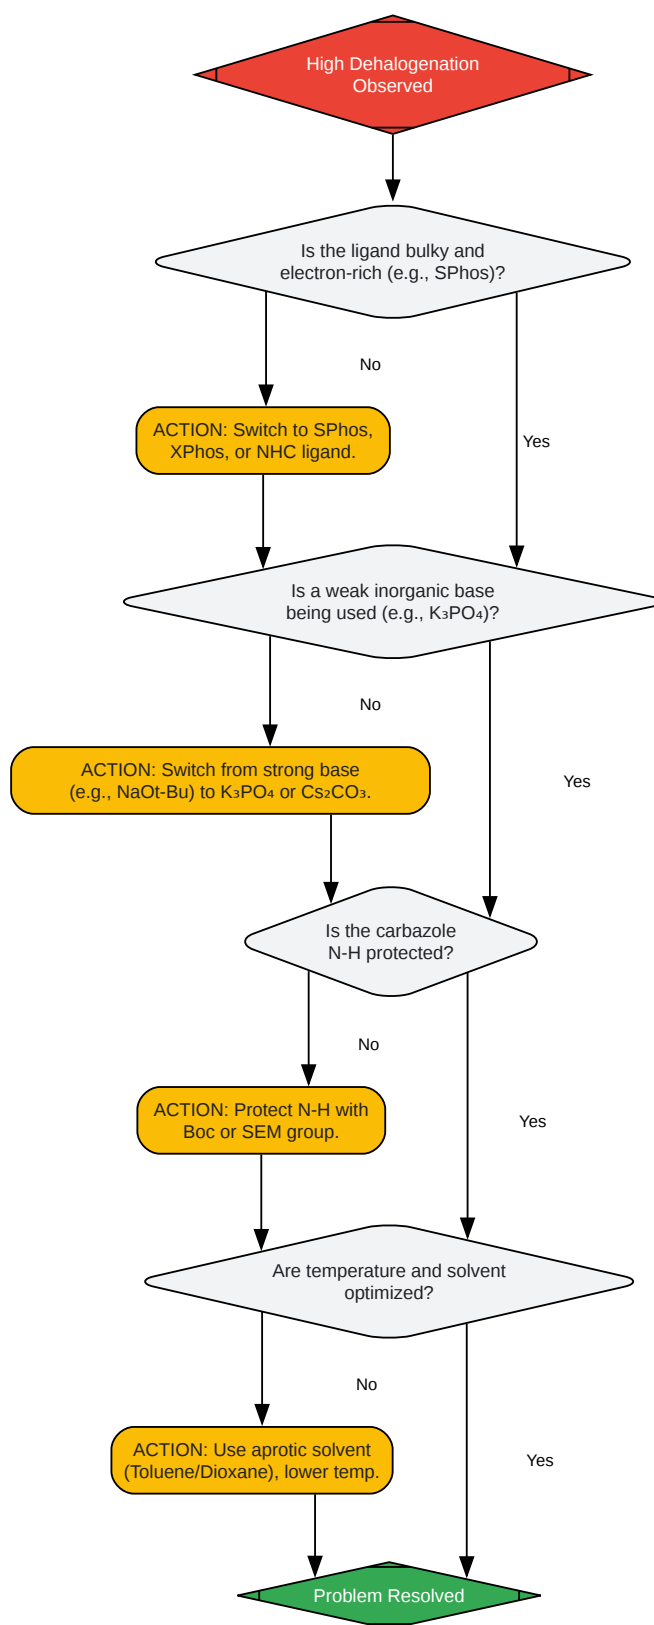 High Dehalogenation
Observed
Is the ligand bulky and
electron-rich (e.g., SPhos)?
No
ACTION: Switch to SPhos,
XPhos, or NHC ligand.
Yes
Is a weak inorganic base
being used (e.g., K₃PO₄)?
No
ACTION: Switch from strong base
(e.g., NaOt-Bu) to K₃PO₄ or Cs₂CO₃.
Yes
Is the carbazole
N-H protected?
No
ACTION: Protect N-H with
Boc or SEM group.
Yes
Are temperature and solvent
optimized?
No
ACTION: Use aprotic solvent
(Toluene/Dioxane), lower temp.
Yes
Problem Resolved